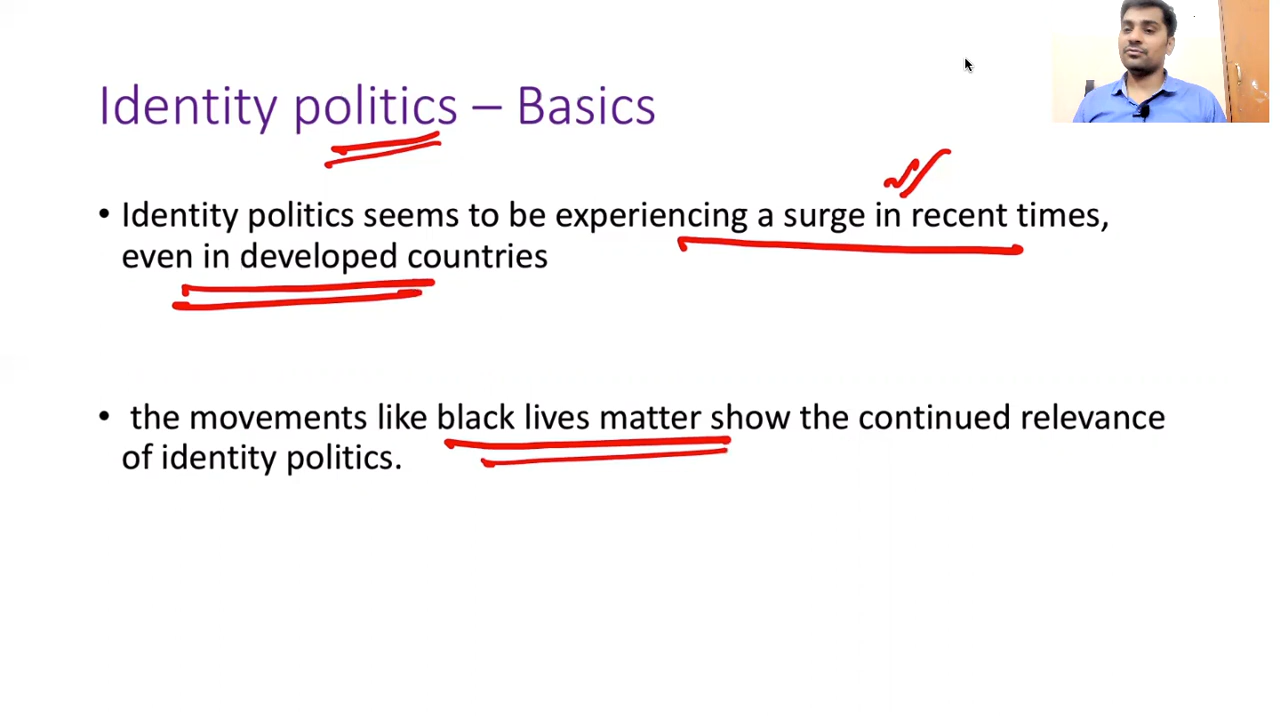 Identity politics – Basics
• Identity politics seems to be experiencing a surge in recent times,
even in developed countries
• the movements like black lives matter show the continued relevance
of identity politics.